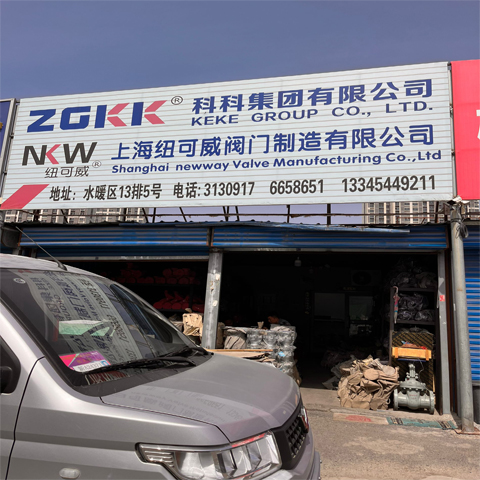 ZGKK® 科科集团有限公司
KEKE GROUP CO., LTD.
NKW® 上海纽可威阀门制造有限公司
纽可威 Shanghai newway Valve Manufacturing Co.,Ltd
地址：水暖区13排5号 电话:3130917 6658651 13345449211